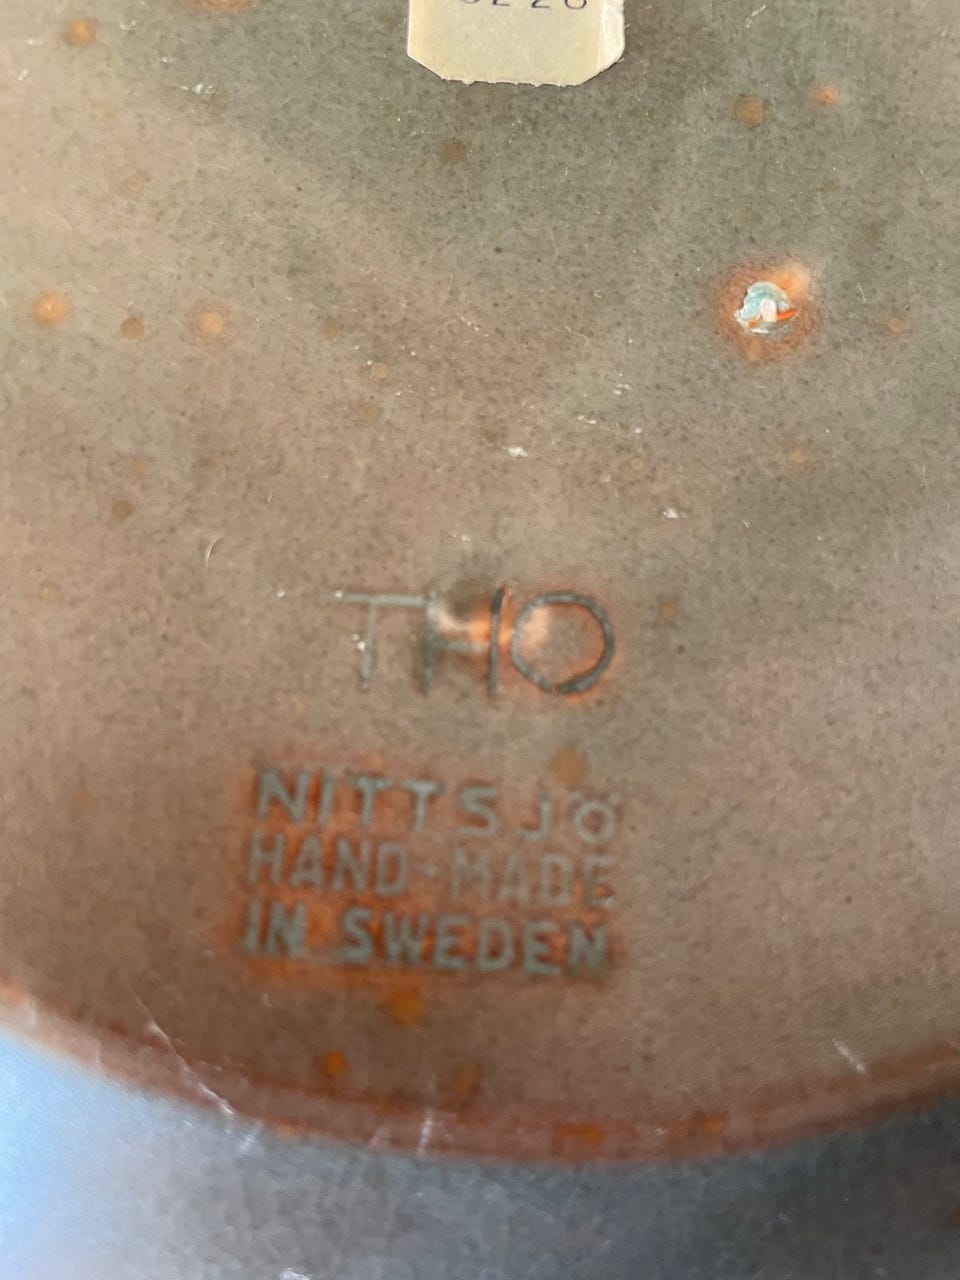 THO
NITTSJÖ
HAND-MADE
IN SWEDEN